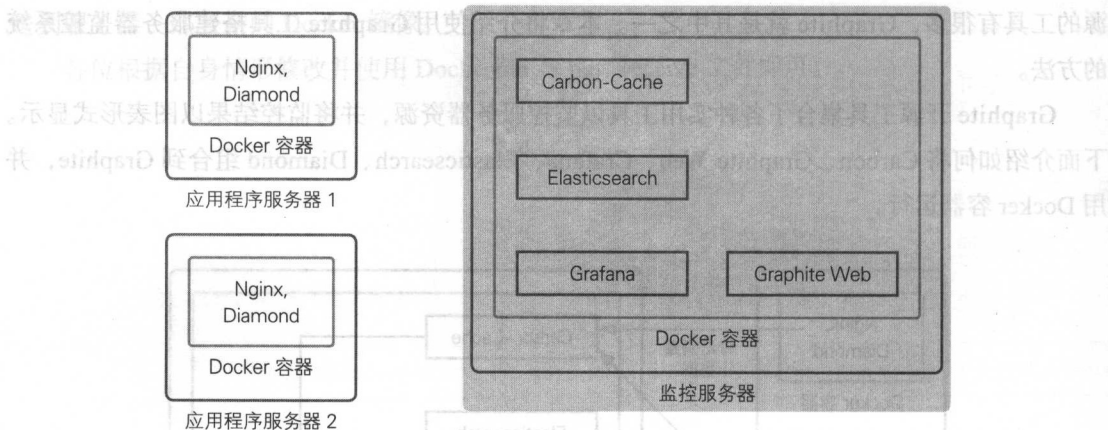 Nginx,
Diamond
Docker 容器
应用程序服务器 1
Nginx,
Diamond
Docker 容器
应用程序服务器 2
Carbon-Cache
Elasticsearch
Grafana
Graphite Web
Docker 容器
监控服务器